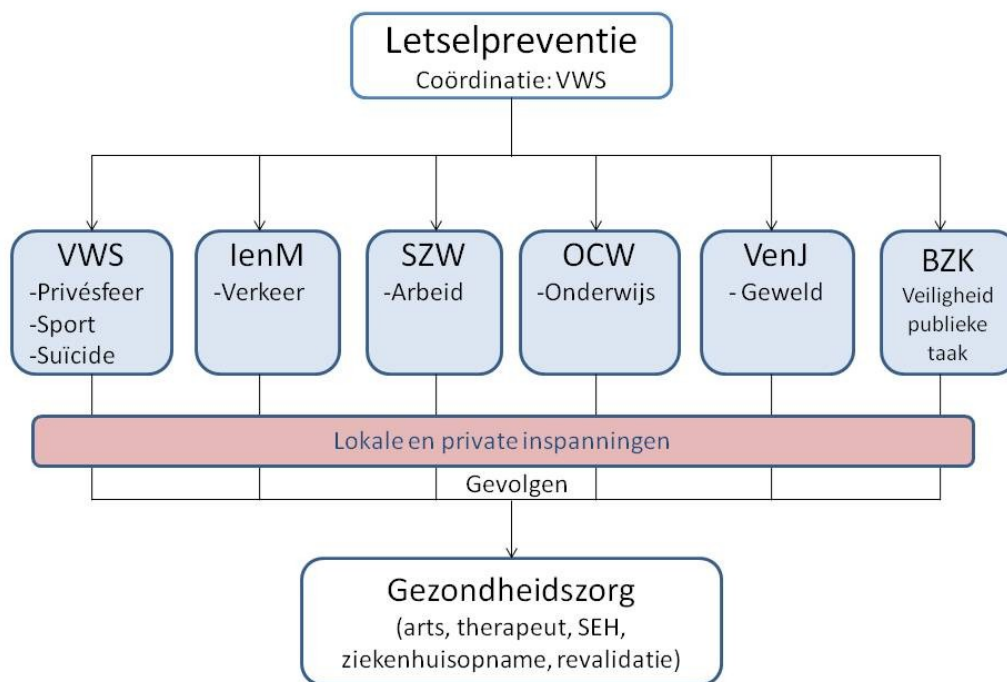 Letselpreventie
Coördinatie: VWS
VWS
-Privésfeer
-Sport
-Suïcide
IenM
-Verkeer
SZW
-Arbeid
OCW
-Onderwijs
VenJ
- Geweld
BZK
Veiligheid
publieke
taak
Lokale en private inspanningen
Gevolgen
Gezondheidszorg
(arts, therapeut, SEH,
ziekenhuisopname, revalidatie)